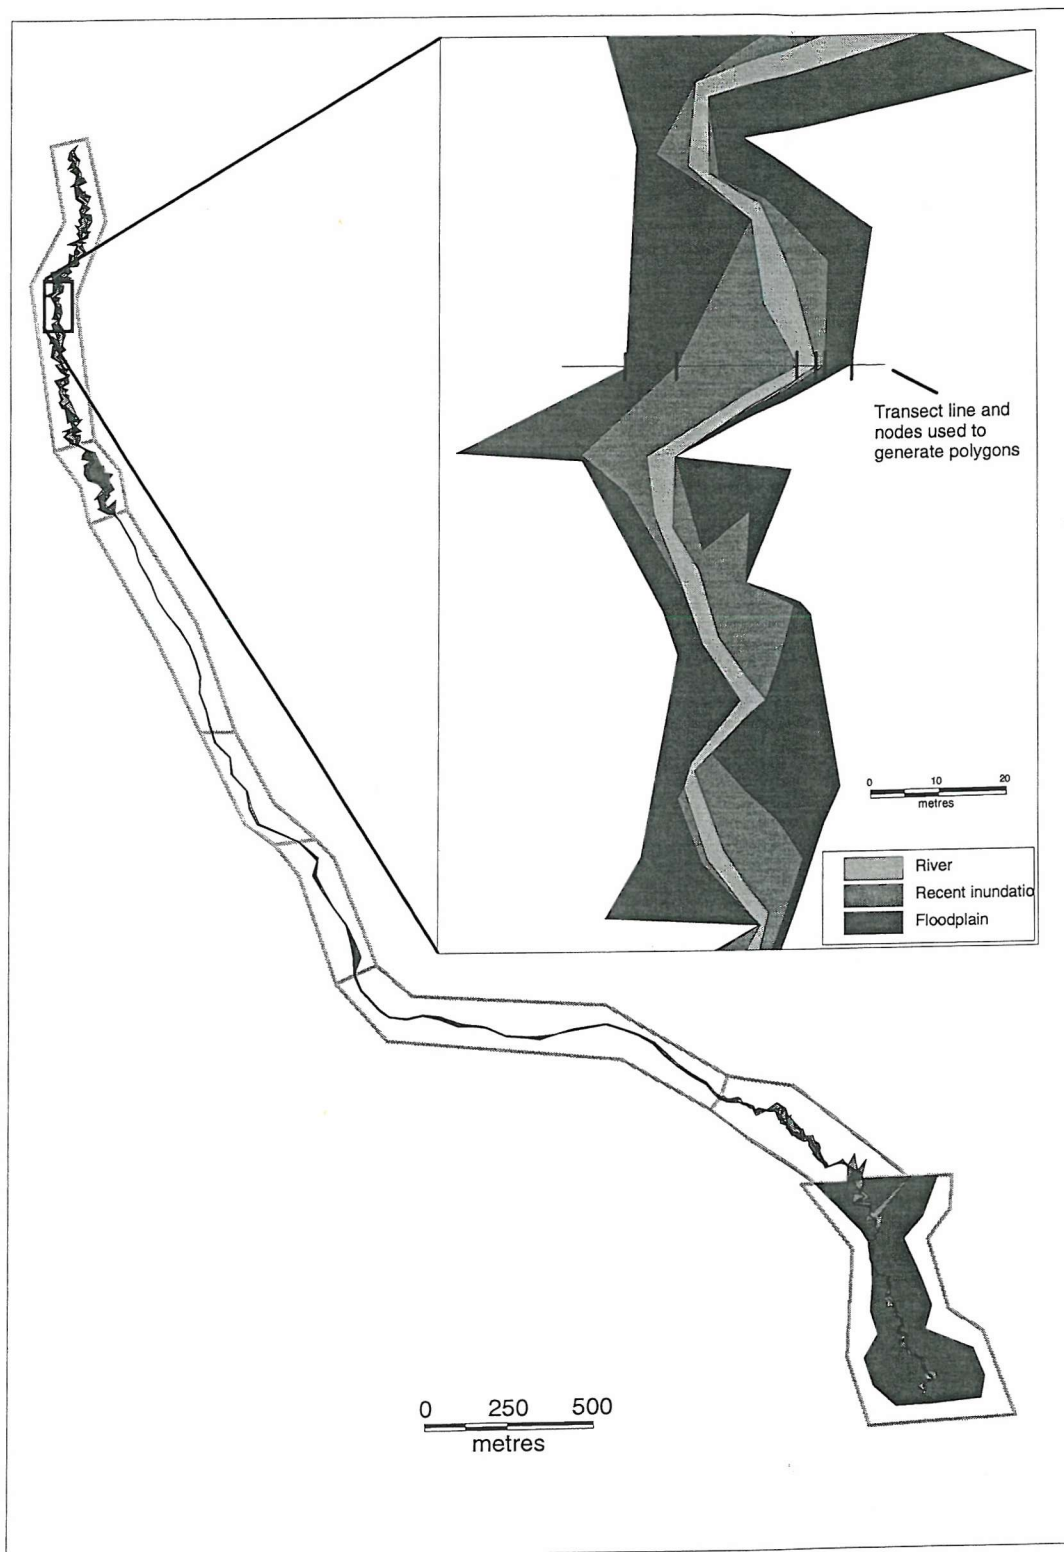 Transect line and
nodes used to
generate polygons
0 10 20
metres
River
Recent inundatio
Floodplain
0 250 500
metres